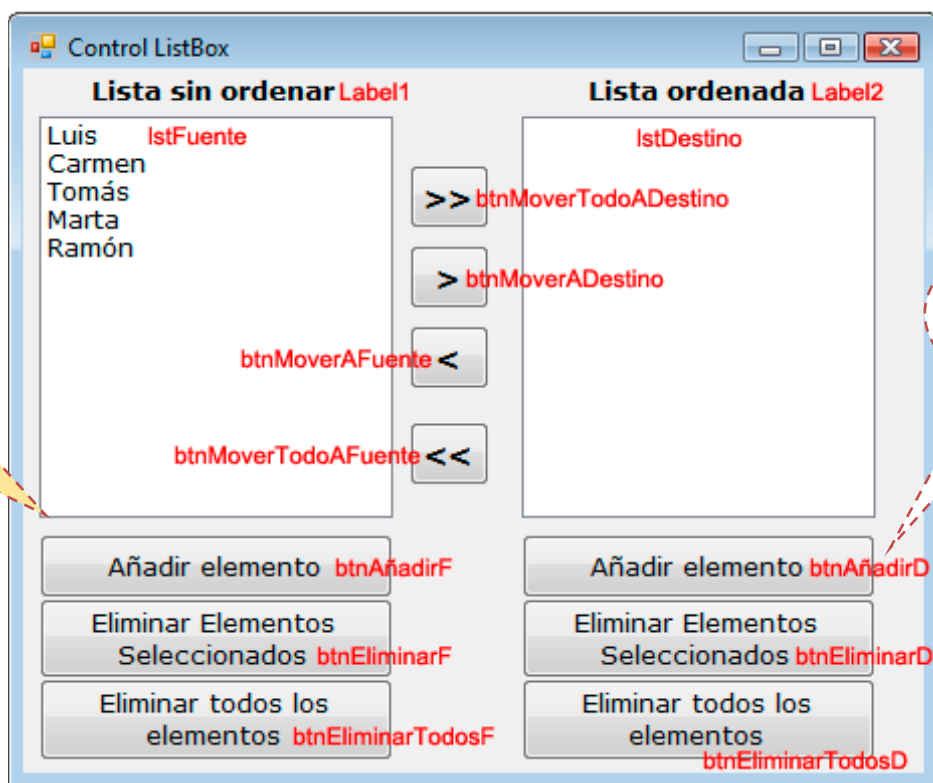 Control ListBox
Lista sin ordenar Label1
Lista ordenada Label2
Luis lstFuente
Carmen
Tomás
Marta
Ramón
lstDestino
>> btnMoverTodoADestino
> btnMoverADestino
btnMoverAFuente <
btnMoverTodoAFuente <<
Añadir elemento btnAñadirF
Añadir elemento btnAñadirD
Eliminar Elementos
Seleccionados btnEliminarF
Eliminar Elementos
Seleccionados btnEliminarD
Eliminar todos los
elementos btnEliminarTodosF
Eliminar todos los
elementos
btnEliminarTodosD